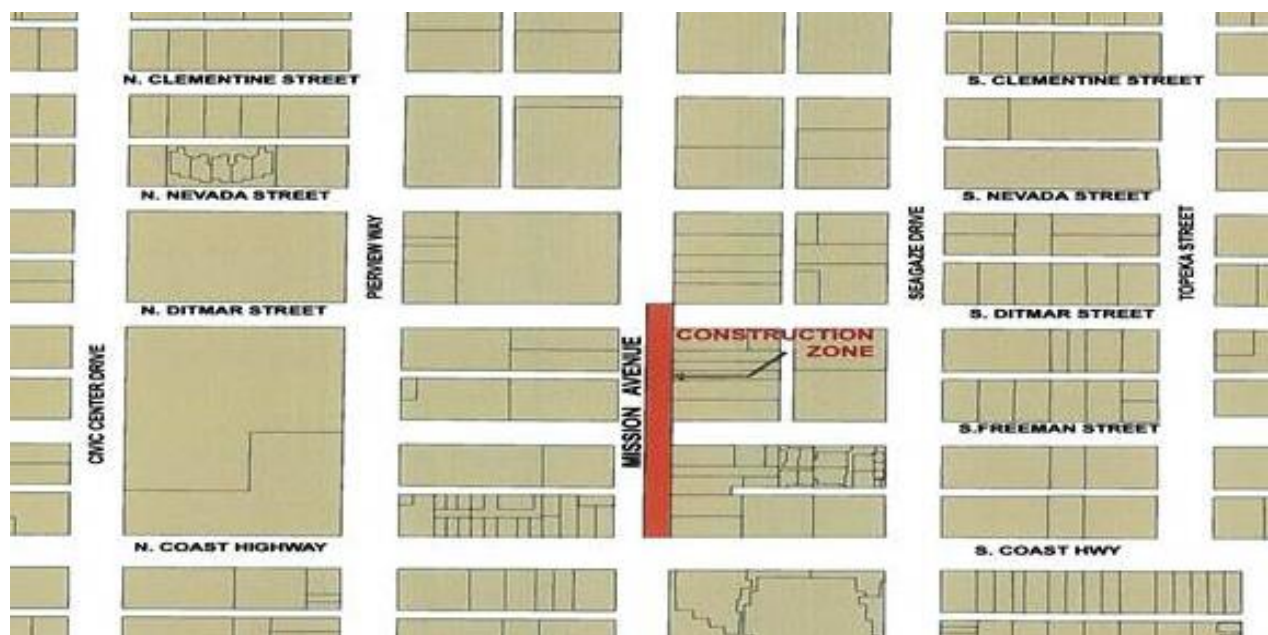 N. CLEMENTINE STREET
S. CLEMENTINE STREET
N. NEVADA STREET
S. NEVADA STREET
PIERVIEW WAY
SEAGAZE DRIVE
TOPEKA STREET
N. DITMAR STREET
S. DITMAR STREET
CIVIC CENTER DRIVE
MISSION AVENUE
CONSTRUCTION
ZONE
S.FREEMAN STREET
N. COAST HIGHWAY
S. COAST HWY